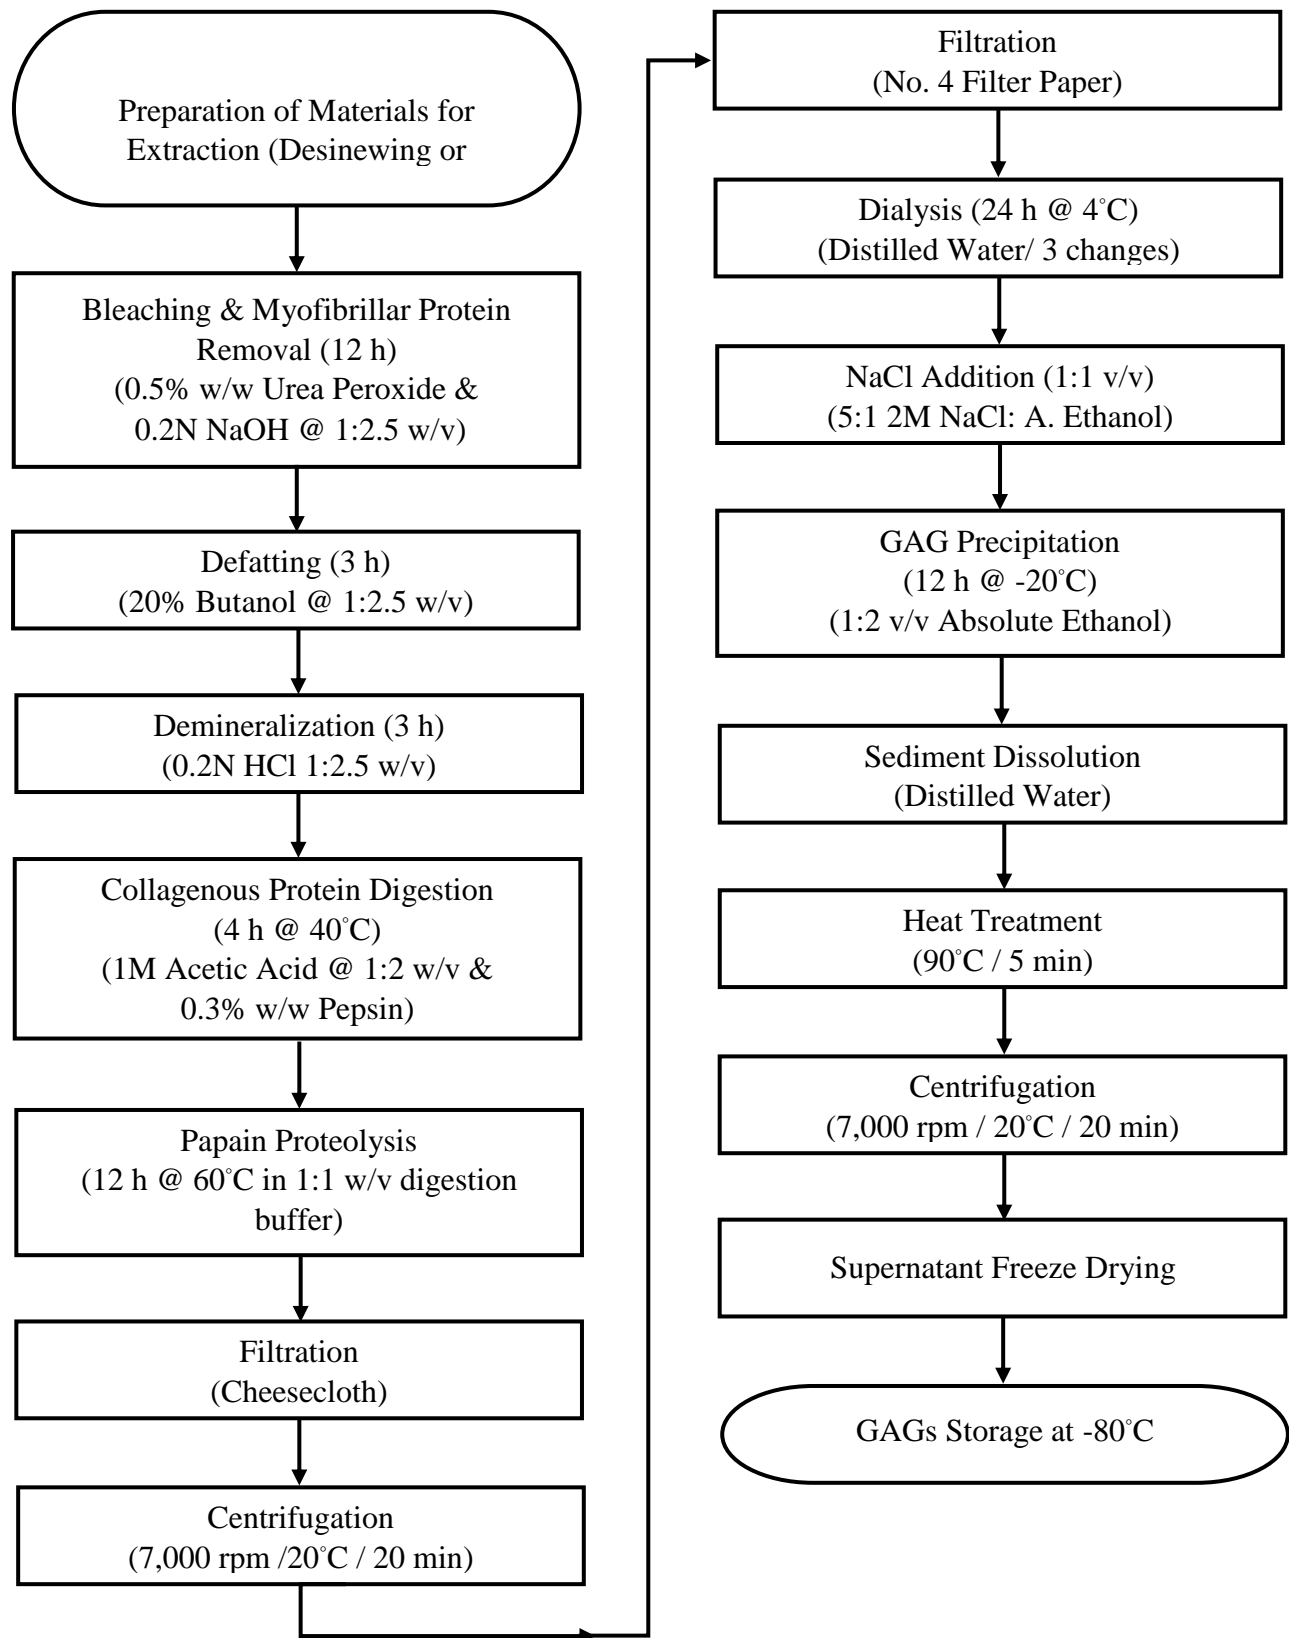 Preparation of Materials for
Extraction (Desinewing or
Bleaching & Myofibrillar Protein
Removal (12 h)
(0.5% w/w Urea Peroxide &
0.2N NaOH @ 1:2.5 w/v)
Defatting (3 h)
(20% Butanol @ 1:2.5 w/v)
Demineralization (3 h)
(0.2N HCl 1:2.5 w/v)
Collagenous Protein Digestion
(4 h @ 40°C)
(1M Acetic Acid @ 1:2 w/v &
0.3% w/w Pepsin)
Papain Proteolysis
(12 h @ 60°C in 1:1 w/v digestion
buffer)
Filtration
(Cheesecloth)
Centrifugation
(7,000 rpm /20°C / 20 min)
Filtration
(No. 4 Filter Paper)
Dialysis (24 h @ 4°C)
(Distilled Water/ 3 changes)
NaCl Addition (1:1 v/v)
(5:1 2M NaCl: A. Ethanol)
GAG Precipitation
(12 h @ -20°C)
(1:2 v/v Absolute Ethanol)
Sediment Dissolution
(Distilled Water)
Heat Treatment
(90°C / 5 min)
Centrifugation
(7,000 rpm / 20°C / 20 min)
Supernatant Freeze Drying
GAGs Storage at -80°C